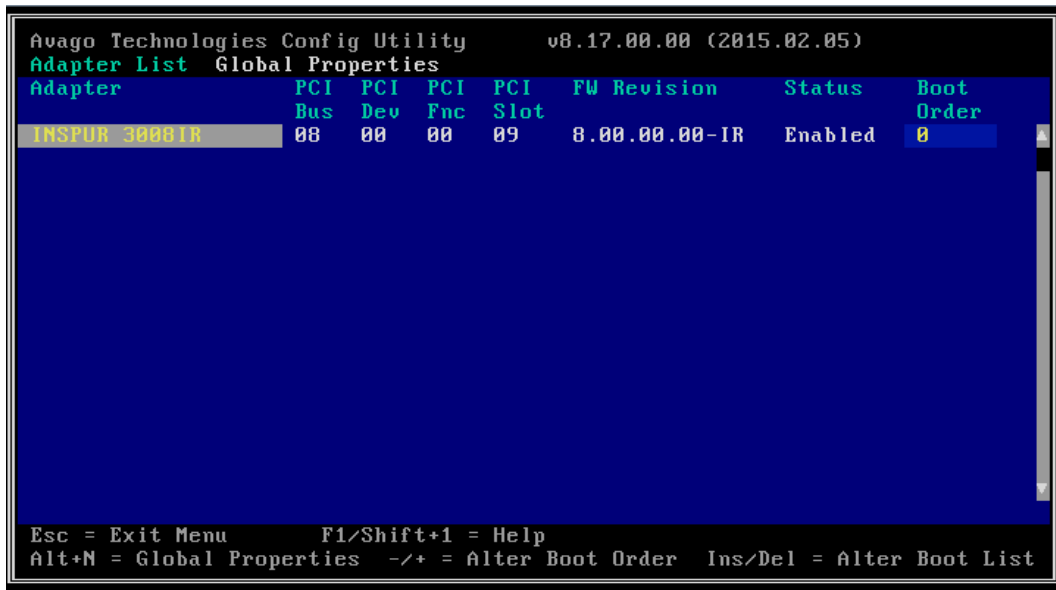 Avago Technologies Config Utility v8.17.00.00 (2015.02.05)
Adapter List Global Properties
Adapter PCI PCI PCI PCI FW Revision Status Boot
Bus Dev Fnc Slot Order
INSPUR 3008IR 08 00 00 09 8.00.00.00-IR Enabled 0
Esc = Exit Menu F1/Shift+1 = Help
Alt+N = Global Properties -/+ = Alter Boot Order Ins/Del = Alter Boot List